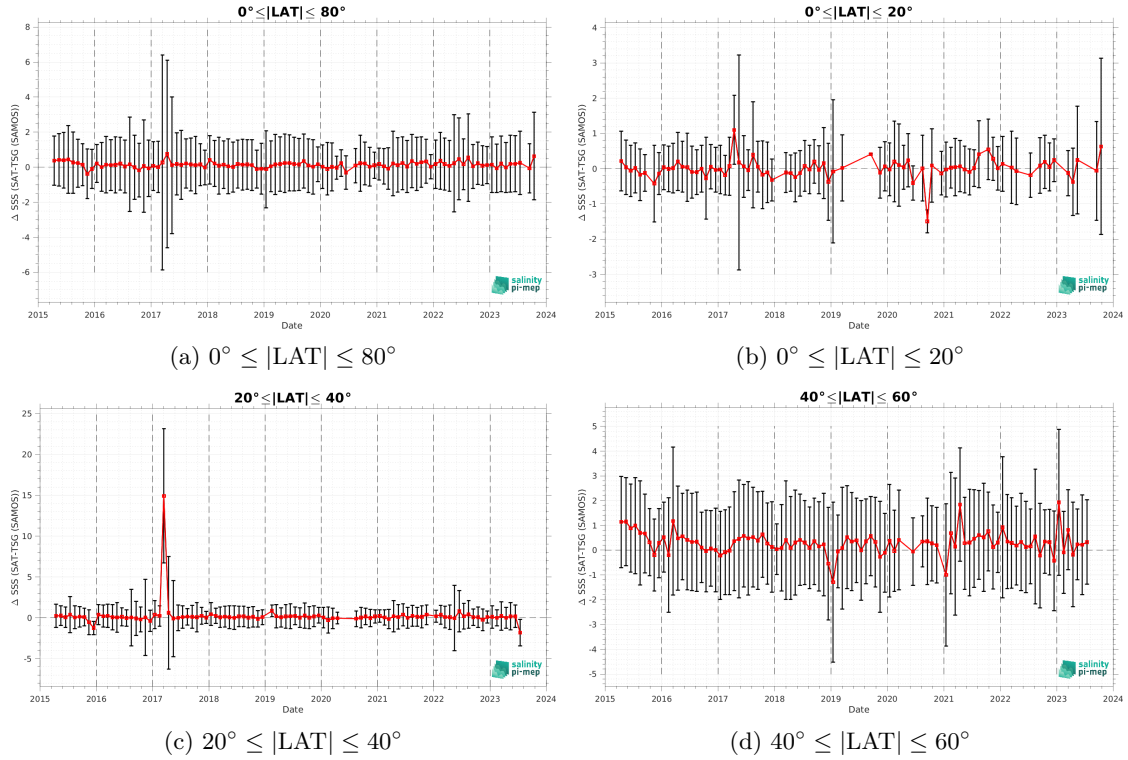 0°≤|LAT|≤ 80°
Δ SSS (SAT-TSG (SAMOS))
8
6
4
2
0
-2
-4
-6
2015 2016 2017 2018 2019 2020 2021 2022 2023 2024
Date
salinity
pi-mep
(a) 0° ≤ |LAT| ≤ 80°
0°≤|LAT|≤ 20°
Δ SSS (SAT-TSG (SAMOS))
4
3
2
1
0
-1
-2
-3
2015 2016 2017 2018 2019 2020 2021 2022 2023 2024
Date
salinity
pi-mep
(b) 0° ≤ |LAT| ≤ 20°
20°≤|LAT|≤ 40°
Δ SSS (SAT-TSG (SAMOS))
25
20
15
10
5
0
-5
2015 2016 2017 2018 2019 2020 2021 2022 2023 2024
Date
salinity
pi-mep
(c) 20° ≤ |LAT| ≤ 40°
40°≤|LAT|≤ 60°
Δ SSS (SAT-TSG (SAMOS))
5
4
3
2
1
0
-1
-2
-3
-4
-5
2015 2016 2017 2018 2019 2020 2021 2022 2023 2024
Date
salinity
pi-mep
(d) 40° ≤ |LAT| ≤ 60°